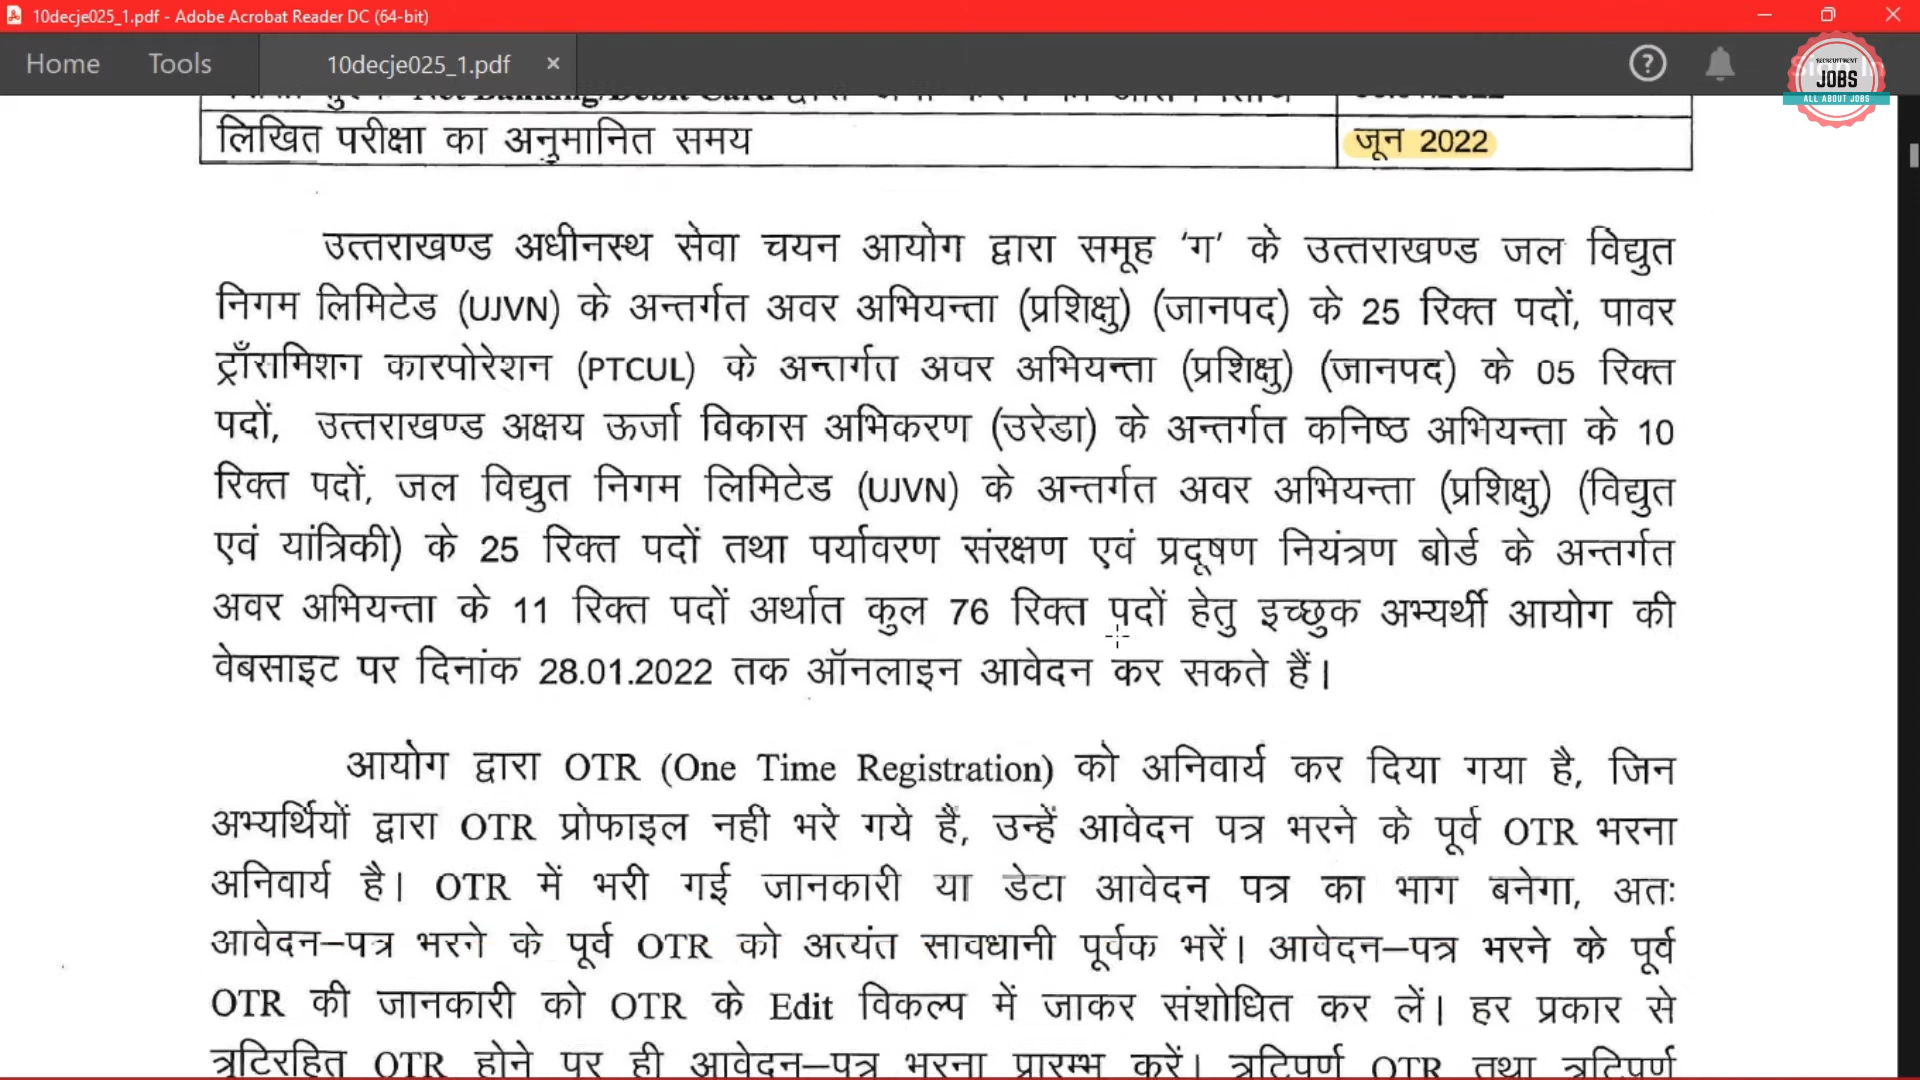 10decje025_1.pdf - Adobe Acrobat Reader DC (64-bit)
Home Tools 10decje025_1.pdf ×
RECRUITMENT
JOBS
ALL ABOUT JOBS
Net Banking/Debit Card द्वारा
लिखित परीक्षा का अनुमानित समय जून 2022
उत्तराखण्ड अधीनस्थ सेवा चयन आयोग द्वारा समूह ‘ग’ के उत्तराखण्ड जल विद्युत
निगम लिमिटेड (UJVN) के अन्तर्गत अवर अभियन्ता (प्रशिक्षु) (जानपद) के 25 रिक्त पदों, पावर
ट्राँसमिशन कारपोरेशन (PTCUL) के अन्तर्गत अवर अभियन्ता (प्रशिक्षु) (जानपद) के 05 रिक्त
पदों, उत्तराखण्ड अक्षय ऊर्जा विकास अभिकरण (उरेडा) के अन्तर्गत कनिष्ठ अभियन्ता के 10
रिक्त पदों, जल विद्युत निगम लिमिटेड (UJVN) के अन्तर्गत अवर अभियन्ता (प्रशिक्षु) (विद्युत
एवं यांत्रिकी) के 25 रिक्त पदों तथा पर्यावरण संरक्षण एवं प्रदूषण नियंत्रण बोर्ड के अन्तर्गत
अवर अभियन्ता के 11 रिक्त पदों अर्थात कुल 76 रिक्त पदों हेतु इच्छुक अभ्यर्थी आयोग की
वेबसाइट पर दिनांक 28.01.2022 तक ऑनलाइन आवेदन कर सकते हैं।
आयोग द्वारा OTR (One Time Registration) को अनिवार्य कर दिया गया है, जिन
अभ्यर्थियों द्वारा OTR प्रोफाइल नही भरे गये हैं, उन्हें आवेदन पत्र भरने के पूर्व OTR भरना
अनिवार्य है। OTR में भरी गई जानकारी या डेटा आवेदन पत्र का भाग बनेगा, अतः
आवेदन–पत्र भरने के पूर्व OTR को अत्यंत सावधानी पूर्वक भरें। आवेदन–पत्र भरने के पूर्व
OTR की जानकारी को OTR के Edit विकल्प में जाकर संशोधित कर लें। हर प्रकार से
त्रुटिरहित OTR होने पर ही आवेदन–पत्र भरना प्रारम्भ करें। त्रुटिपूर्ण OTR तथा त्रुटिपूर्ण